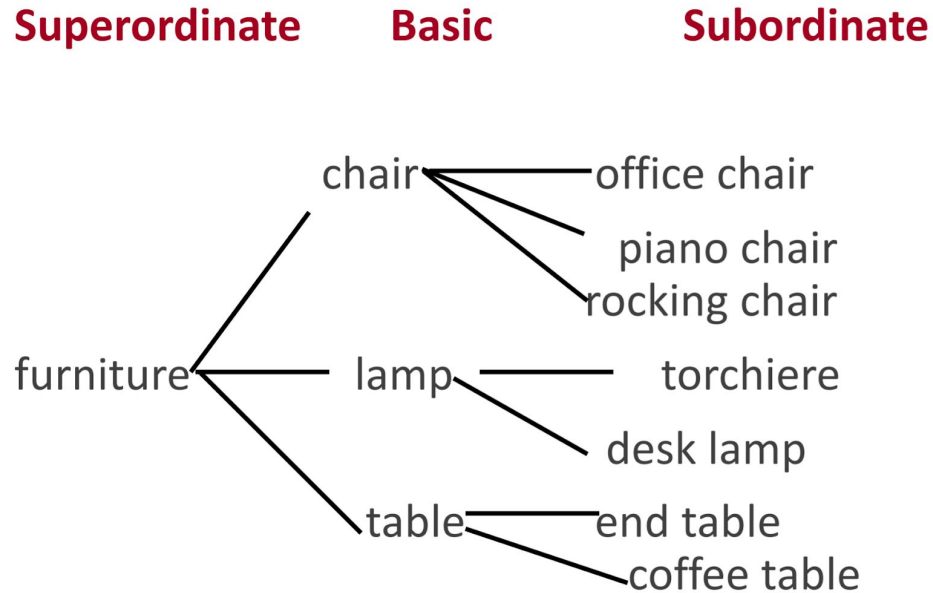 Superordinate Basic Subordinate
chair office chair
piano chair
rocking chair
furniture lamp torchiere
desk lamp
table end table
coffee table